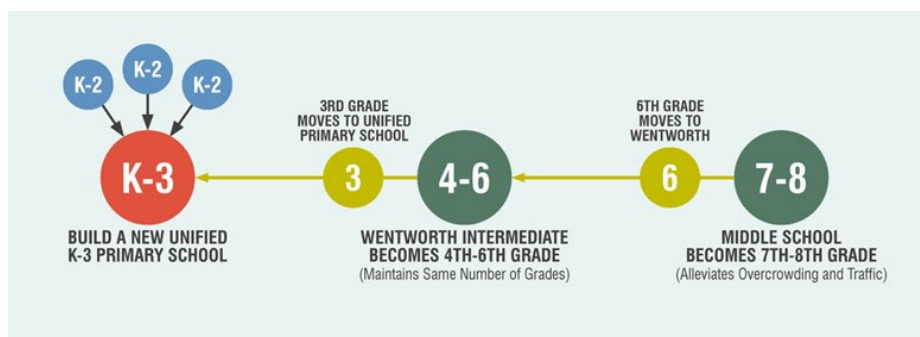 K-2
K-2
K-2
K-3
BUILD A NEW UNIFIED
K-3 PRIMARY SCHOOL
3RD GRADE
MOVES TO UNIFIED
PRIMARY SCHOOL
3
4-6
WENTWORTH INTERMEDIATE
BECOMES 4TH-6TH GRADE
(Maintains Same Number of Grades)
6TH GRADE
MOVES TO
WENTWORTH
6
7-8
MIDDLE SCHOOL
BECOMES 7TH-8TH GRADE
(Alleviates Overcrowding and Traffic)